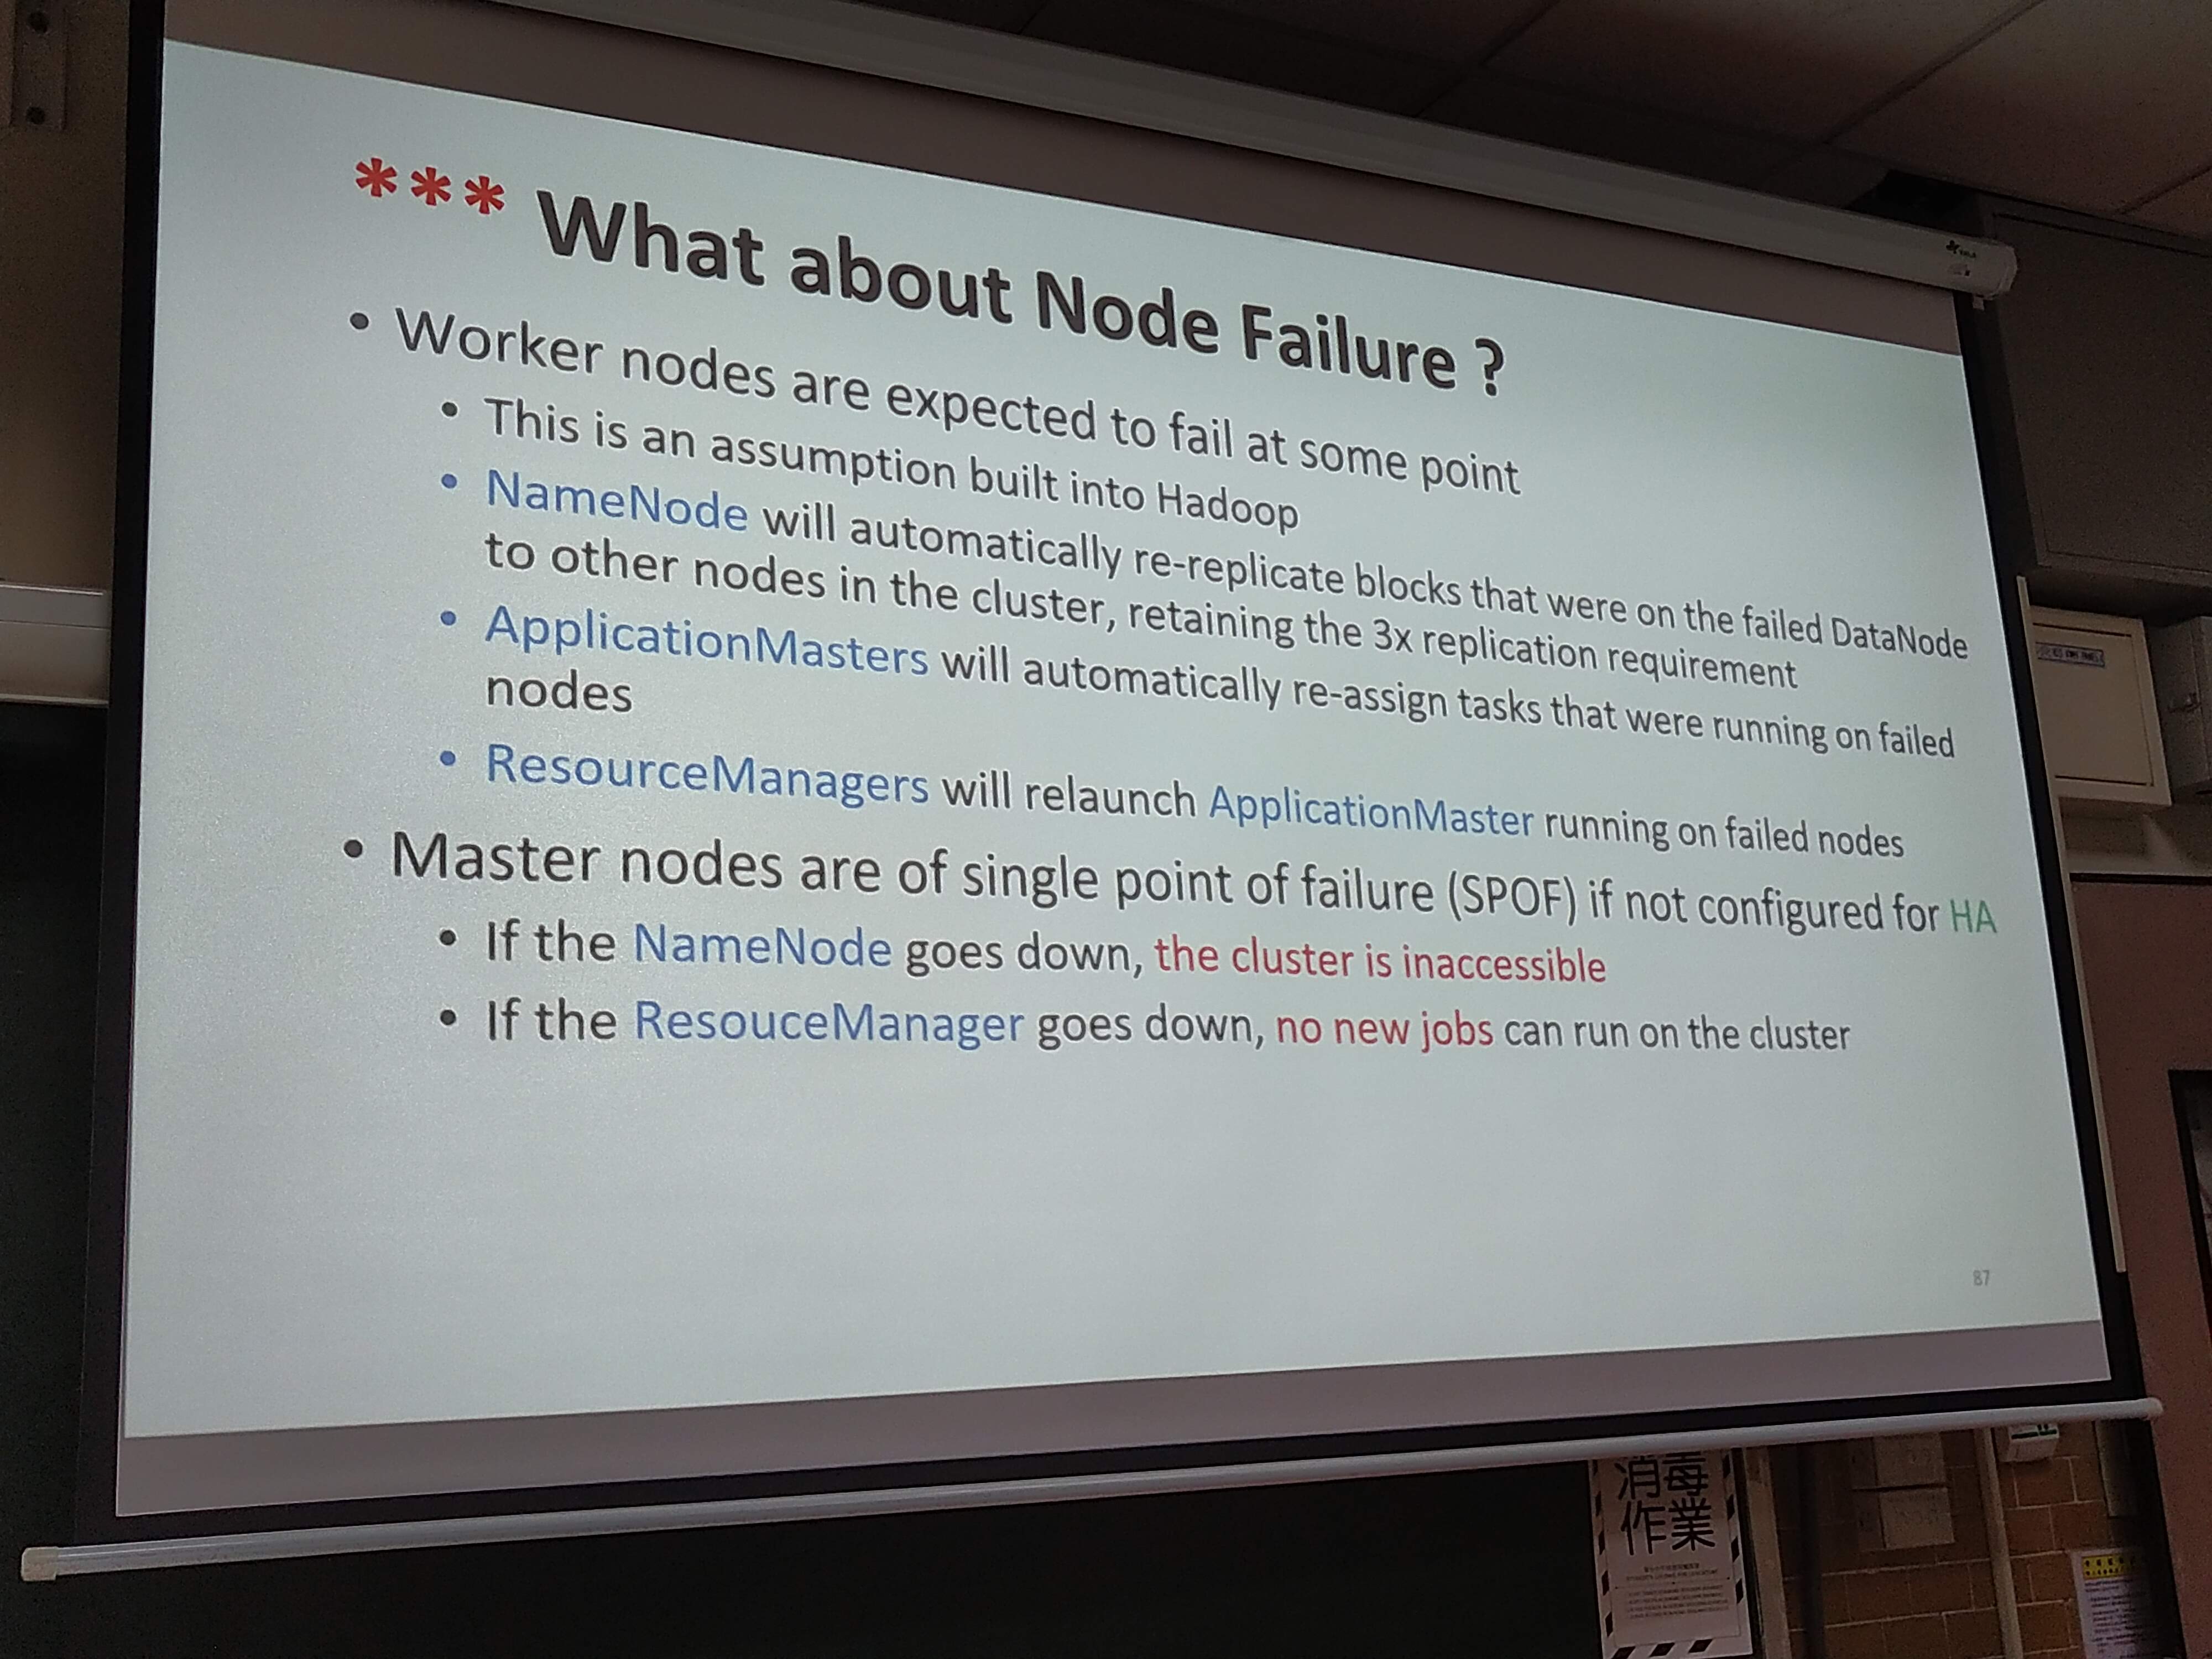 *** What about Node Failure ?
• Worker nodes are expected to fail at some point
• This is an assumption built into Hadoop
• NameNode will automatically re-replicate blocks that were on the failed DataNode
to other nodes in the cluster, retaining the 3x replication requirement
• ApplicationMasters will automatically re-assign tasks that were running on failed
nodes
• ResourceManagers will relaunch ApplicationMaster running on failed nodes
• Master nodes are of single point of failure (SPOF) if not configured for HA
• If the NameNode goes down, the cluster is inaccessible
• If the ResouceManager goes down, no new jobs can run on the cluster
87
消毒
作業